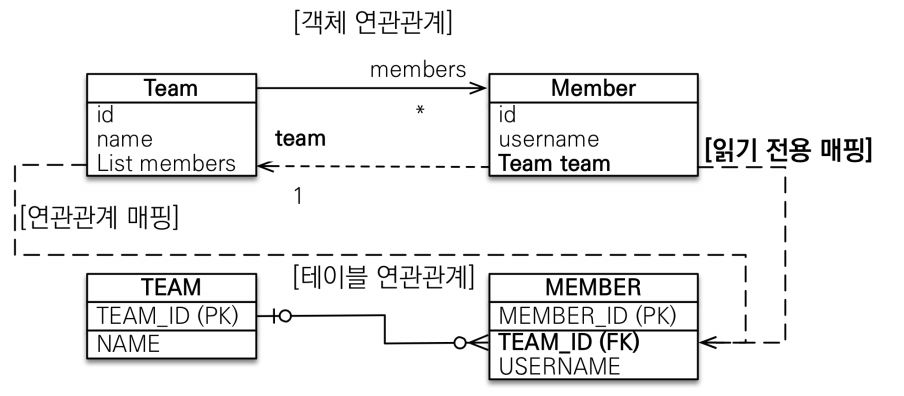 [객체 연관관계]
members
Team
id
name
List members
*
team
1
Member
id
username
Team team
[읽기 전용 매핑]
[연관관계 매핑]
[테이블 연관관계]
TEAM
TEAM_ID (PK)
NAME
MEMBER
MEMBER_ID (PK)
TEAM_ID (FK)
USERNAME